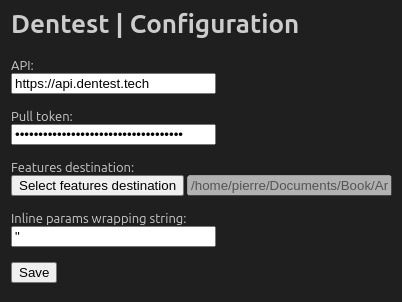 Dentest | Configuration
API:
https://api.dentest.tech
Pull token:
••••••••••••••••••••••••••••••••••••
Features destination:
Select features destination /home/pierre/Documents/Book/Ar
Inline params wrapping string:
"
Save